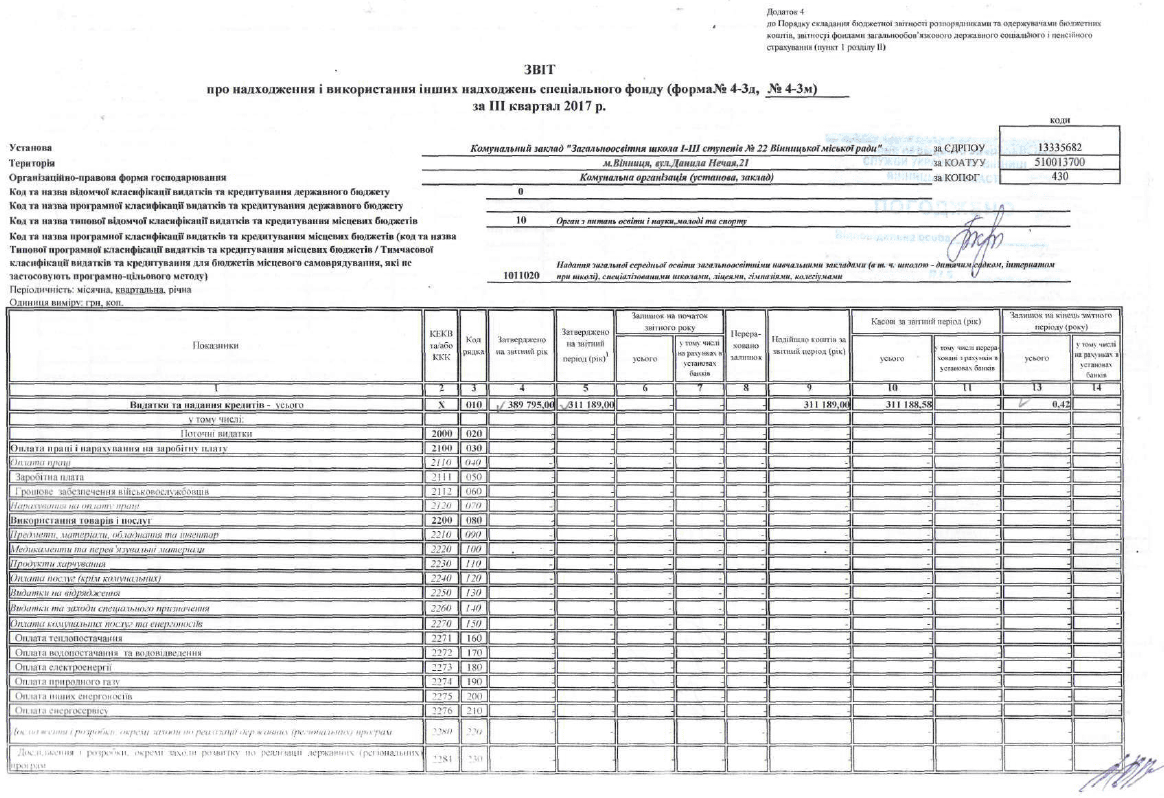 Додаток 4
до Порядку складання бюджетної звітності розпорядниками та одержувачами бюджетних
коштів, звітності фондами загальнообов'язкового державного соціального і пенсійного
страхування (пункт 1 розділу II)
ЗВІТ
про надходження і використання інших надходжень спеціального фонду (форма№ 4-3д, № 4-3м)
за III квартал 2017 р.
коди
Установа Комунальний заклад "Загальноосвітня школа І-ІІІ ступенів № 22 Вінницької міської ради" за ЄДРПОУ 13335682
Територія м.Вінниця, вул.Данила Нечая,21 за КОАТУУ 510013700
Організаційно-правова форма господарювання Комунальна організація (установа, заклад) за КОПФГ 430
Код та назва відомчої класифікації видатків та кредитування державного бюджету 0
Код та назва програмної класифікації видатків та кредитування державного бюджету
Код та назва типової відомчої класифікації видатків та кредитування місцевих бюджетів 10 Орган з питань освіти і науки,молоді та спорту
ПОГОДЖЕНО
Код та назва програмної класифікації видатків та кредитування місцевих бюджетів (код та назва
Типової програмної класифікації видатків та кредитування місцевих бюджетів / Тимчасової
класифікації видатків та кредитування для бюджетів місцевого самоврядування, які не
застосовують програмно-цільового методу) 1011020 Надання загальної середньої освіти загальноосвітніми навчальними закладами (в т. ч. школою - дитячим садком, інтернатом
при школі), спеціалізованими школами, ліцеями, гімназіями, колегіумами
Періодичність: місячна, квартальна, річна
Одиниця виміру: грн, коп.
Показники КЕКВ та/або ККК Код рядка Затверджено на звітний рік Затверджено на звітний період (рік)1 Залишок на початок звітного року усього у тому числі на рахунках в установах банків Перераховано залишок Надійшло коштів за звітний період (рік) Касові за звітний період (рік) усього у тому числі перераховані з рахунків в установах банків Залишок на кінець звітного періоду (року) усього у тому числі на рахунках в установах банків
1 2 3 4 5 6 7 8 9 10 11 13 14
Видатки та надання кредитів - усього X 010 389 795,00 311 189,00 - - - 311 189,00 311 188,58 - 0,42 -
у тому числі:
Поточні видатки 2000 020 - - - - - - - - - -
Оплата праці і нарахування на заробітну плату 2100 030 - - - - - - - - - -
Оплата праці 2110 040 - - - - - - - - - -
Заробітна плата 2111 050 - - - - - - - - - -
Грошове забезпечення військовослужбовців 2112 060 - - - - - - - - - -
Нарахування на оплату праці 2120 070 - - - - - - - - - -
Використання товарів і послуг 2200 080 - - - - - - - - - -
Предмети, матеріали, обладнання та інвентар 2210 090 - - - - - - - - - -
Медикаменти та перев'язувальні матеріали 2220 100 - - - - - - - - - -
Продукти харчування 2230 110 - - - - - - - - - -
Оплата послуг (крім комунальних) 2240 120 - - - - - - - - - -
Видатки на відрядження 2250 130 - - - - - - - - - -
Видатки та заходи спеціального призначення 2260 140 - - - - - - - - - -
Оплата комунальних послуг та енергоносіїв 2270 150 - - - - - - - - - -
Оплата теплопостачання 2271 160 - - - - - - - - - -
Оплата водопостачання та водовідведення 2272 170 - - - - - - - - - -
Оплата електроенергії 2273 180 - - - - - - - - - -
Оплата природного газу 2274 190 - - - - - - - - - -
Оплата інших енергоносіїв 2275 200 - - - - - - - - - -
Оплата енергосервісу 2276 210 - - - - - - - - - -
Дослідження і розробки, окремі заходи по реалізації державних (регіональних) програм 2280 220 - - - - - - - - - -
Дослідження і розробки, окремі заходи розвитку по реалізації державних (регіональних)
програм 2281 230 - - - - - - - - - -